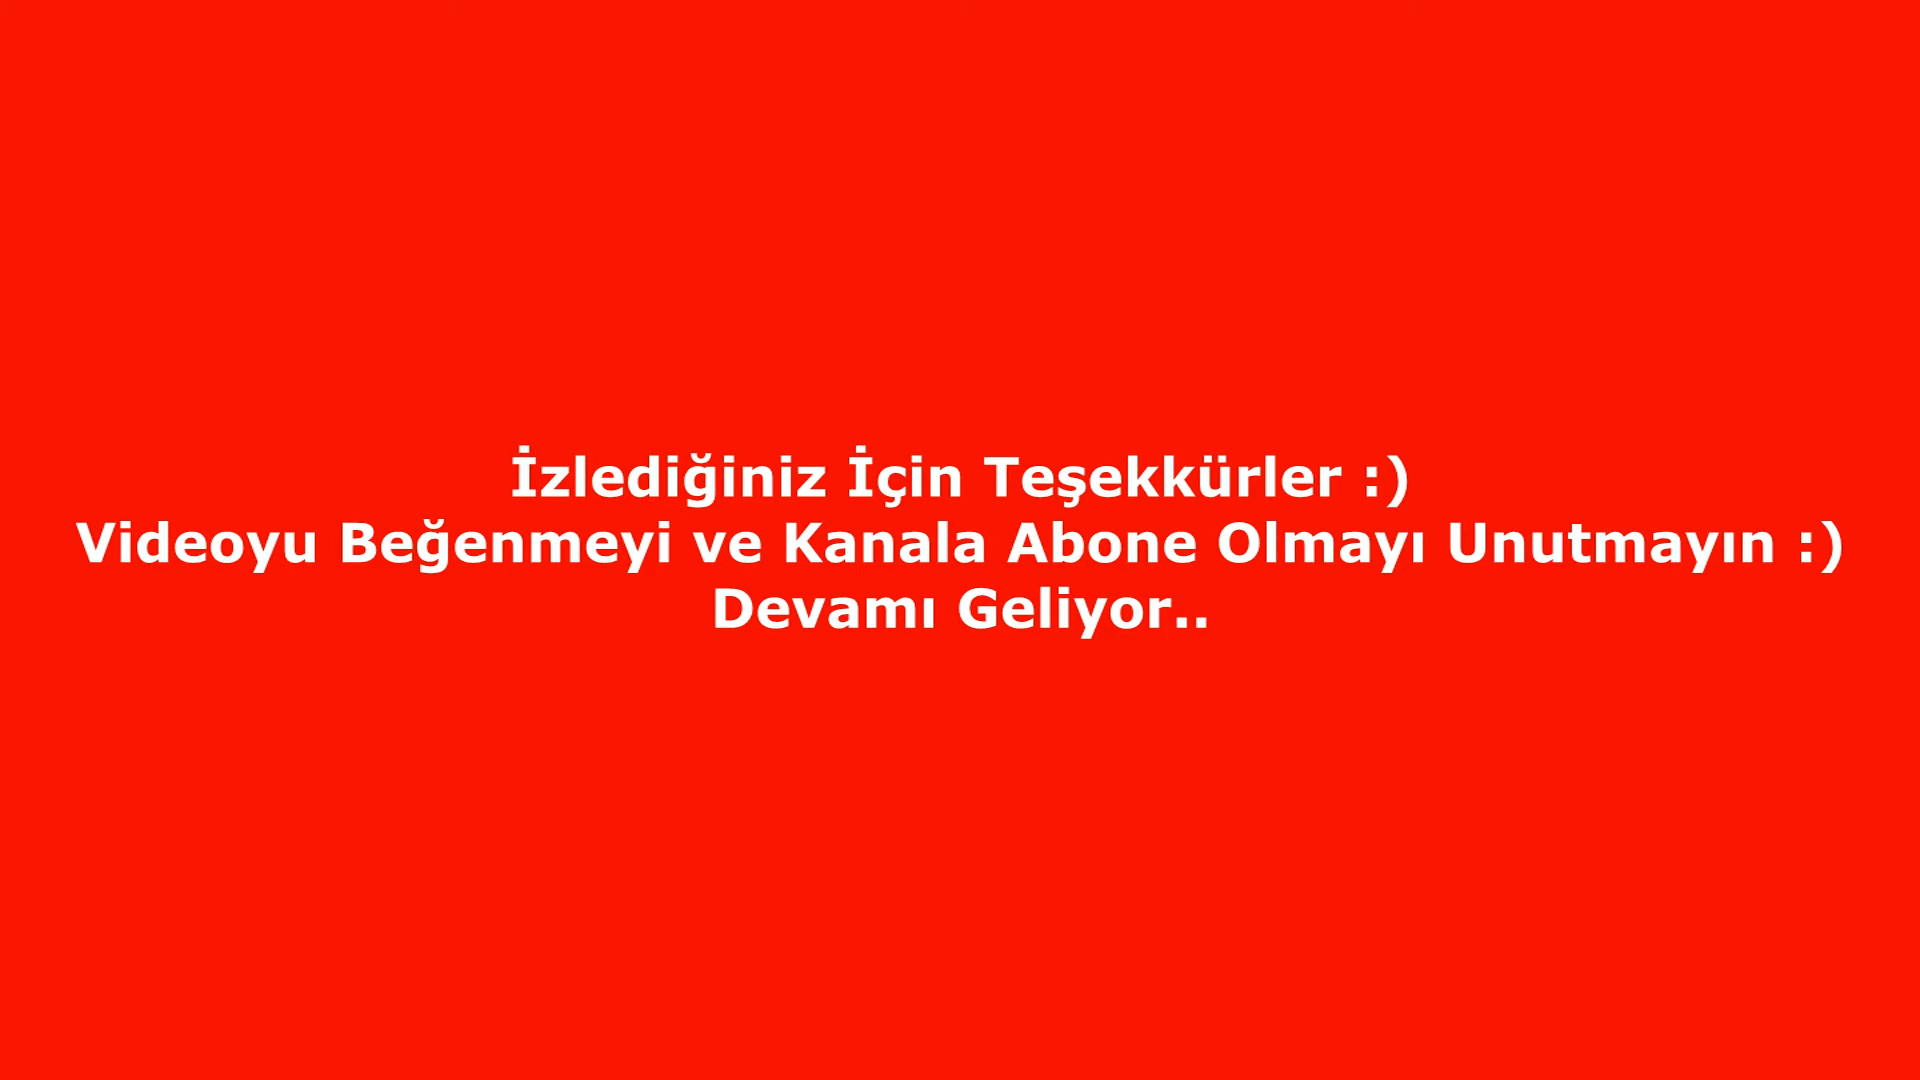 İzlediğiniz İçin Teşekkürler :)
Videoyu Beğenmeyi ve Kanala Abone Olmayı Unutmayın :)
Devamı Geliyor..